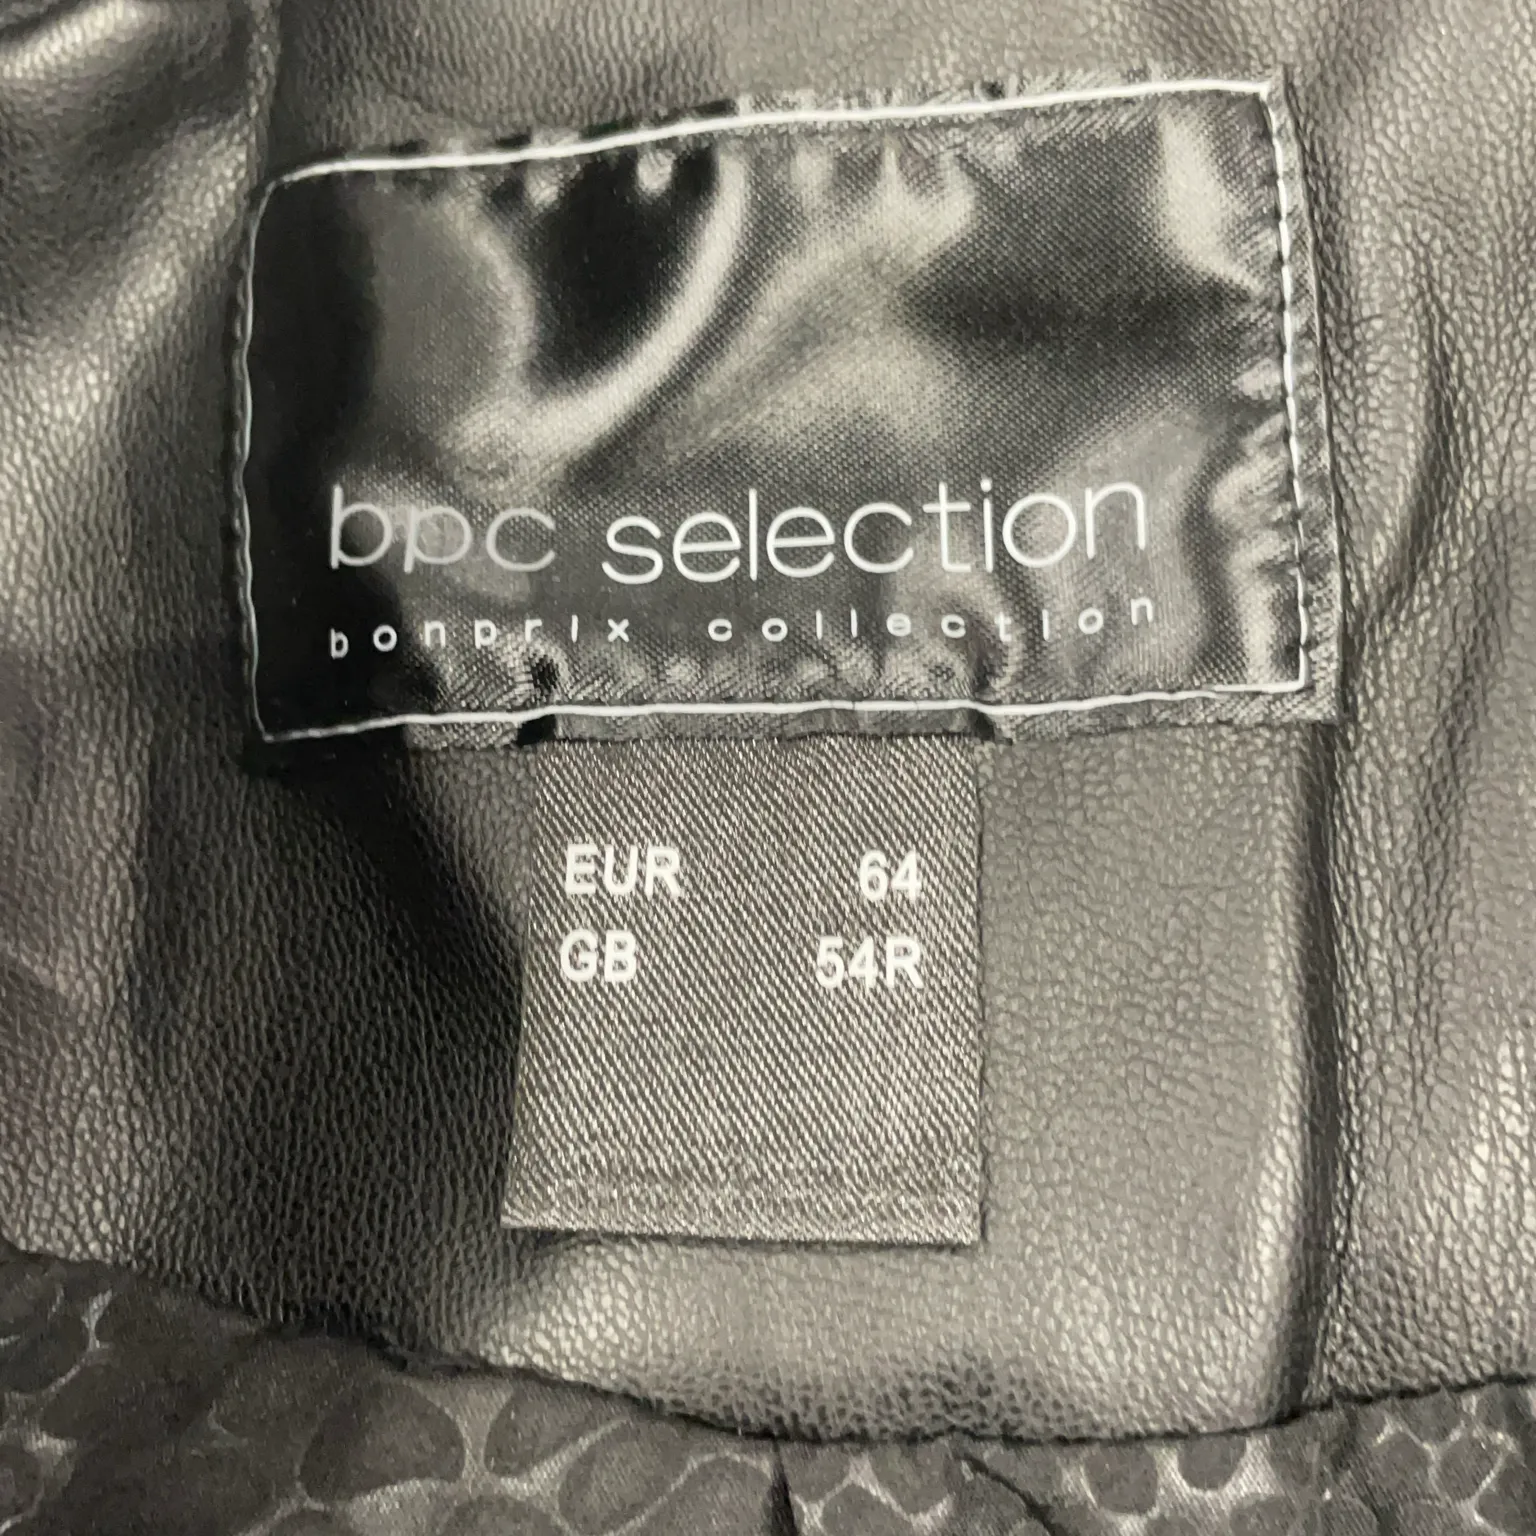 bpc selection
bonprix collection
EUR 64
GB 54R